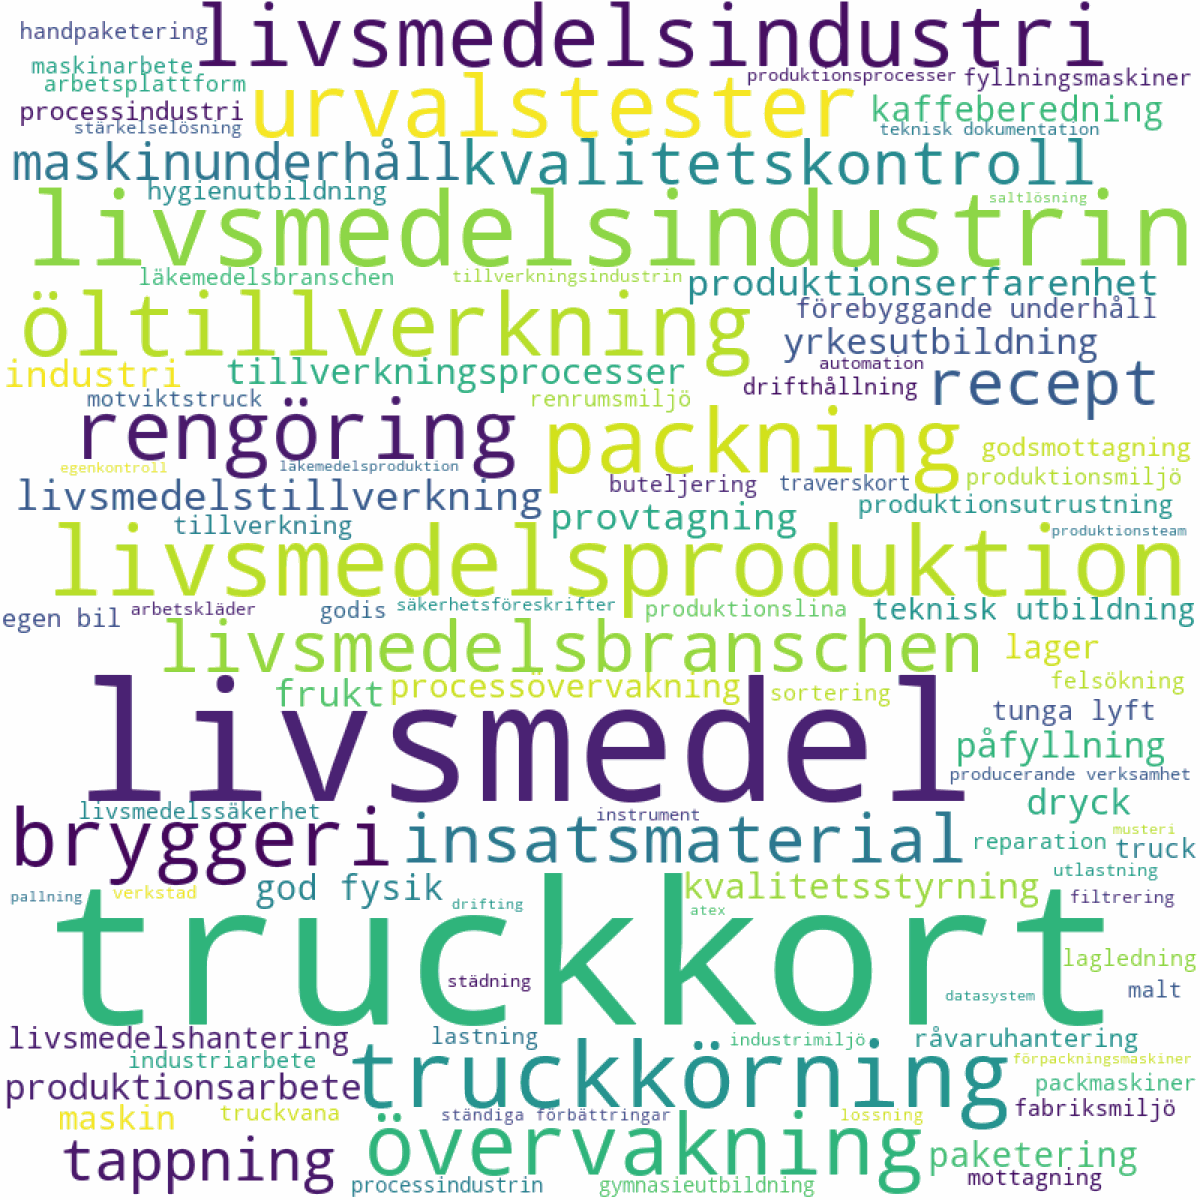 handpaketering
livsmedelsindustri
maskinarbete
produktionsprocesser
fyllningsmaskiner
arbetsplattform
urvalstester
kaffeberedning
processindustri
stärkelselösning
teknisk dokumentation
maskinunderhåll
kvalitetskontroll
hygienutbildning
saltlösning
livsmedelsindustrin
läkemedelsbranschen
tillverkningsindustrin
produktionserfarenhet
öltillverkning
förebyggande underhåll
yrkesutbildning
industri
tillverkningsprocesser
automation
drifthållning
recept
motviktstruck
renrumsmiljö
rengöring
packning
godsmottagning
egenkontroll
läkemedelsproduktion
buteljering
traverskort
produktionsmiljö
livsmedelstillverkning
produktionsutrustning
tillverkning
provtagning
produktionsteam
livsmedelsproduktion
egen bil
arbetskläder
godis
säkerhetsföreskrifter
produktionslina
teknisk utbildning
livsmedelsbranschen
lager
frukt
processövervakning
sortering
felsökning
livsmedel
tunga lyft
påfyllning
producerande verksamhet
livsmedelssäkerhet
instrument
dryck
bryggeri
insatsmaterial
musteri
reparation
truck
utlastning
pallning
verkstad
god fysik
drifting
kvalitetsstyrning
filtrering
atex
truckkort
lagledning
städning
datasystem
malt
livsmedelshantering
lastning
industrimiljö
råvaruhantering
industriarbete
truckkörning
förpackningsmaskiner
produktionsarbete
packmaskiner
maskin
truckvana
ständiga förbättringar
lossning
fabriksmiljö
tappning
övervakning
paketering
mottagning
processindustrin
gymnasieutbildning